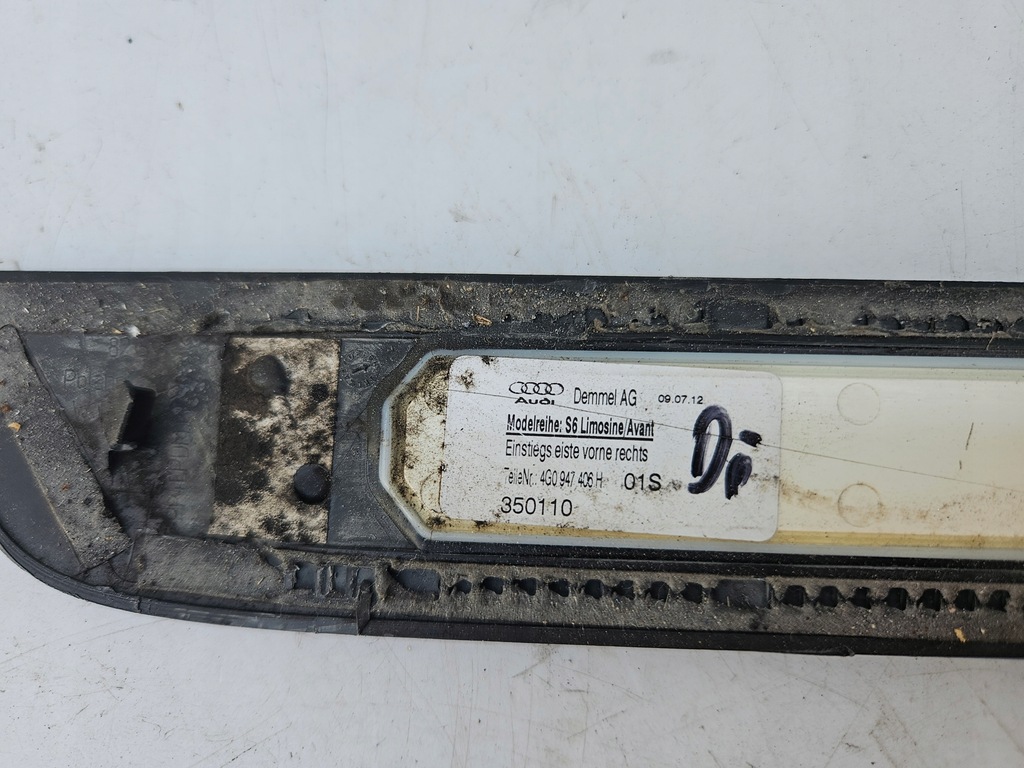 Audi Demmel AG 09.07.12
Modelreihe: S6 Limosine/Avant
Einstiegs eiste vorne rechts
TeileNr.: 4G0 947 406 H 01S
350110
Di